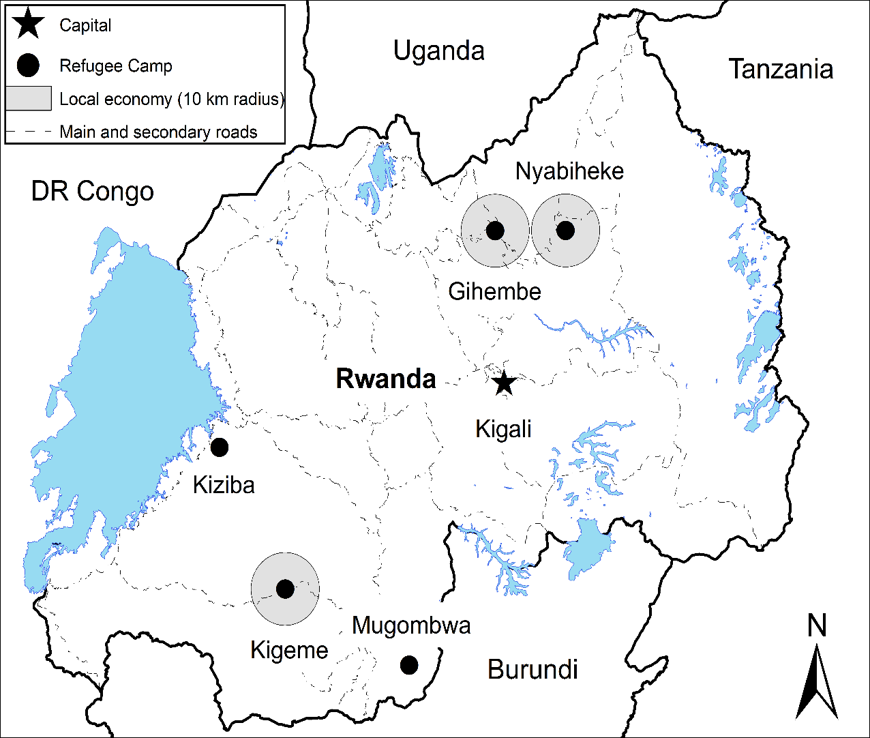 Capital
Refugee Camp
Local economy (10 km radius)
Main and secondary roads
Uganda
Tanzania
DR Congo
Nyabiheke
Gihembe
Rwanda
Kigali
Kiziba
Mugombwa
Kigeme
Burundi
N